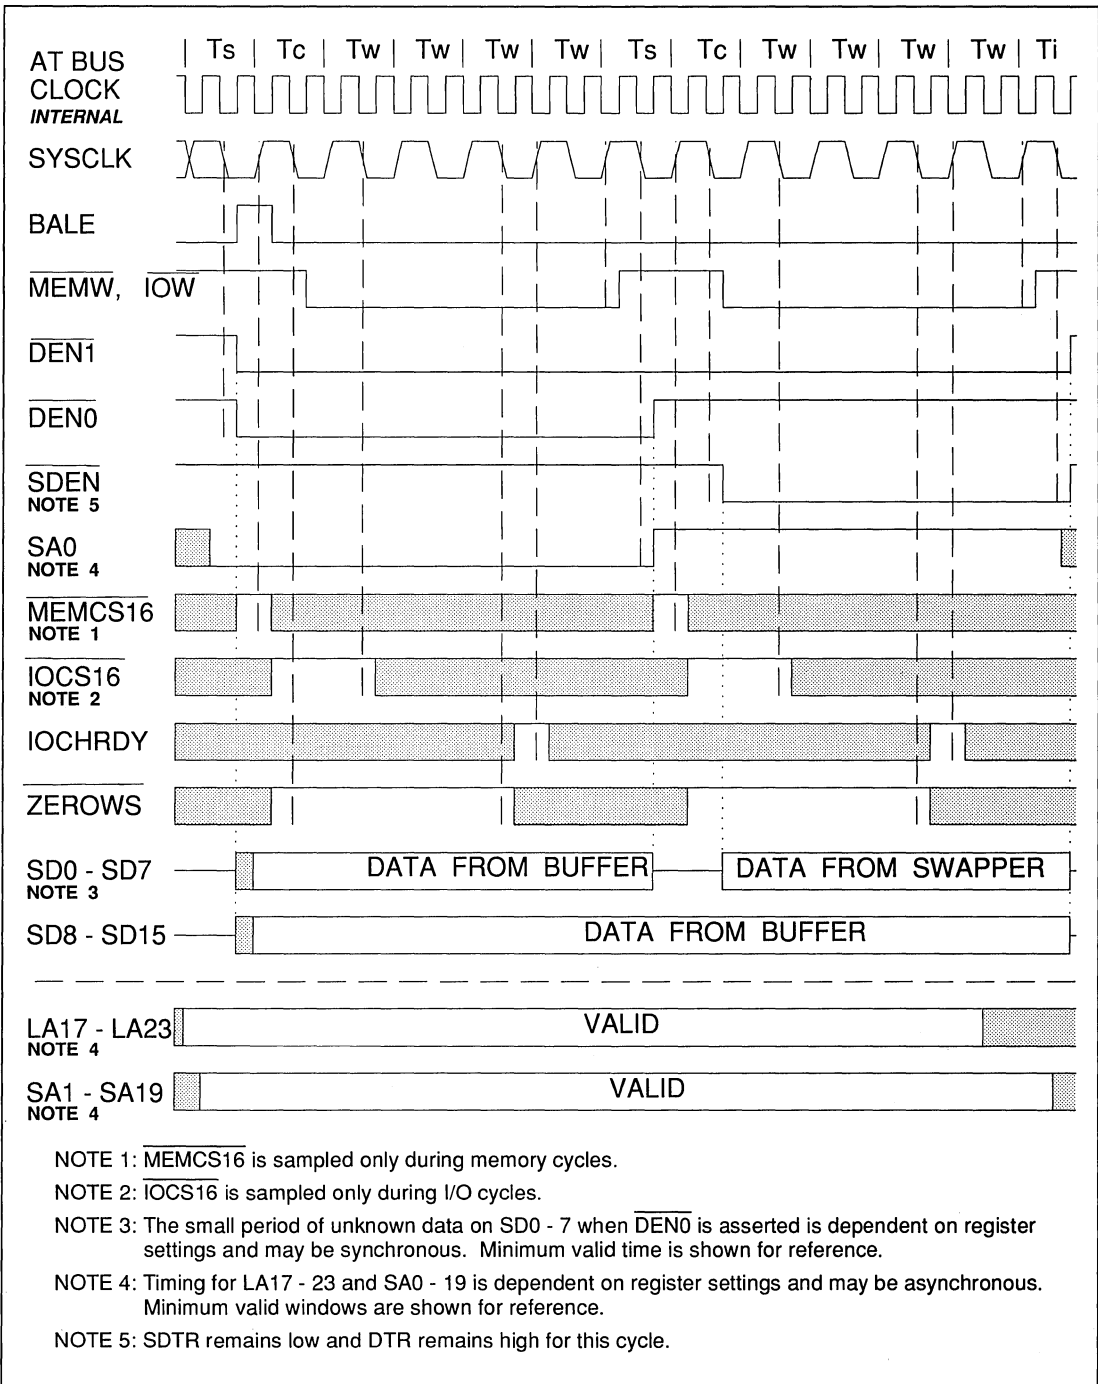 AT BUS
CLOCK
INTERNAL
| Ts | Tc | Tw | Tw | Tw | Tw | Ts | Tc | Tw | Tw | Tw | Tw | Ti
SYSCLK
BALE
MEMW, IOW
DEN1
DEN0
SDEN
NOTE 5
SA0
NOTE 4
MEMCS16
NOTE 1
IOCS16
NOTE 2
IOCHRDY
ZEROWS
SD0 - SD7
NOTE 3
DATA FROM BUFFER
DATA FROM SWAPPER
SD8 - SD15
DATA FROM BUFFER
LA17 - LA23
NOTE 4
VALID
SA1 - SA19
NOTE 4
VALID
NOTE 1: MEMCS16 is sampled only during memory cycles.
NOTE 2: IOCS16 is sampled only during I/O cycles.
NOTE 3: The small period of unknown data on SD0 - 7 when DEN0 is asserted is dependent on register
settings and may be synchronous. Minimum valid time is shown for reference.
NOTE 4: Timing for LA17 - 23 and SA0 - 19 is dependent on register settings and may be asynchronous.
Minimum valid windows are shown for reference.
NOTE 5: SDTR remains low and DTR remains high for this cycle.